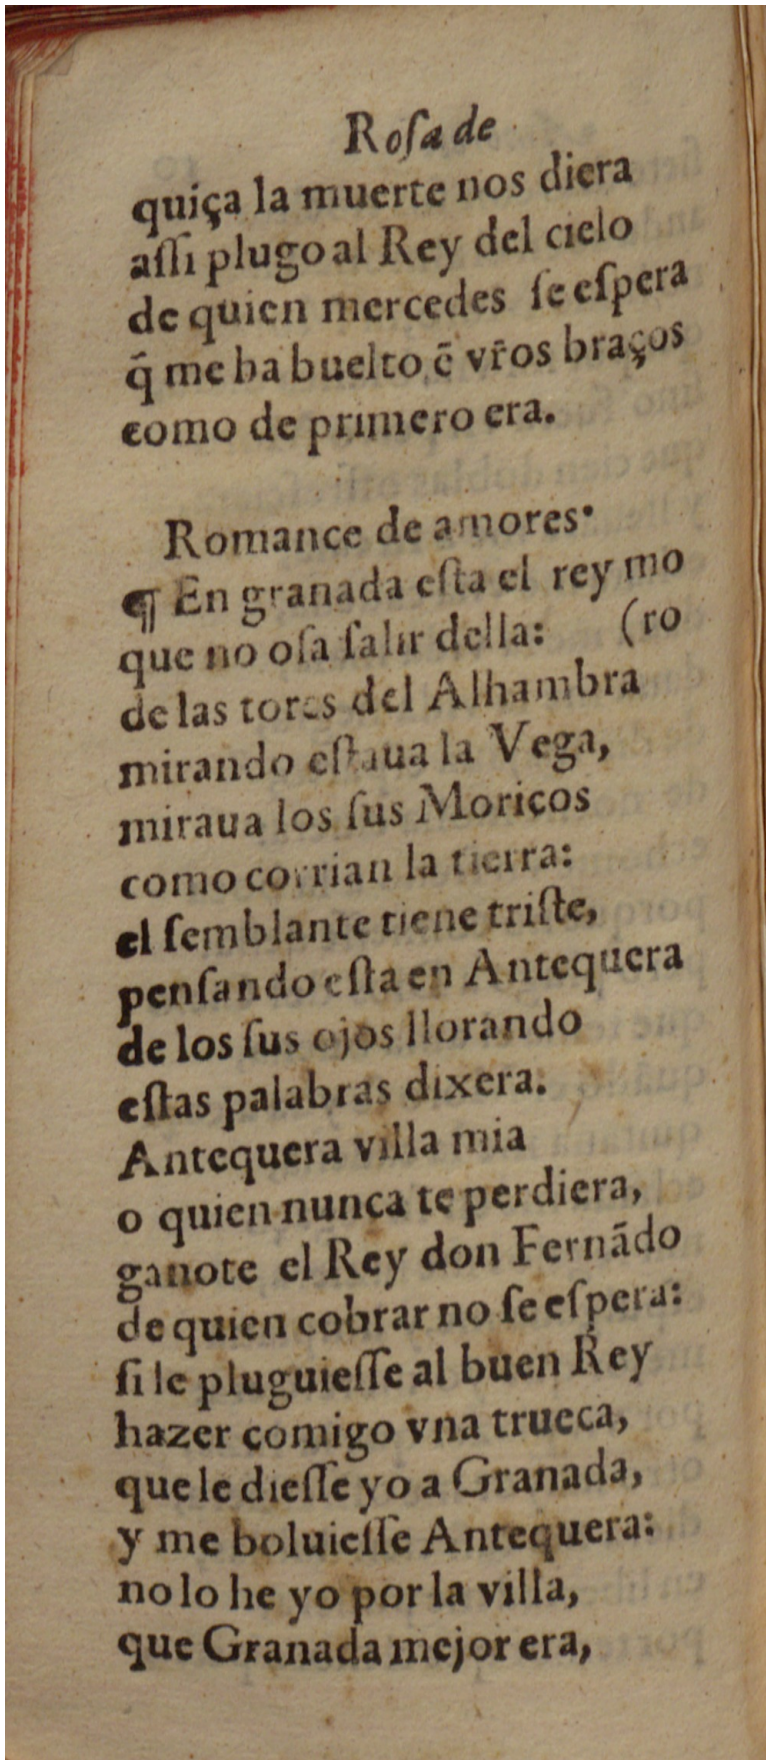 Roſa de
quiça la muerte nos diera
aſſi plugo al Rey del cielo
de quien mercedes ſe eſpera
q̃ me ha buelto ẽ vr̃os braços
como de primero era.
Romance de amores.
¶ En granada eſta el rey mo
que no oſa ſalir della: (ro
de las tores del Alhambra
mirando eſtaua la Vega,
miraua los ſus Moricos
como corrian la tierra:
el ſemblante tiene triſte,
penſando eſta en Antequera
de los ſus ojos llorando
eſtas palabras dixera.
Antequera villa mia
o quien nunca te perdiera,
ganote el Rey don Fernãdo
de quien cobrar no ſe eſpera:
ſi le pluguieſſe al buen Rey
hazer comigo vna trueca,
que le dieſſe yo a Granada,
y me boluieſſe Antequera:
no lo he yo por la villa,
que Granada mejor era,